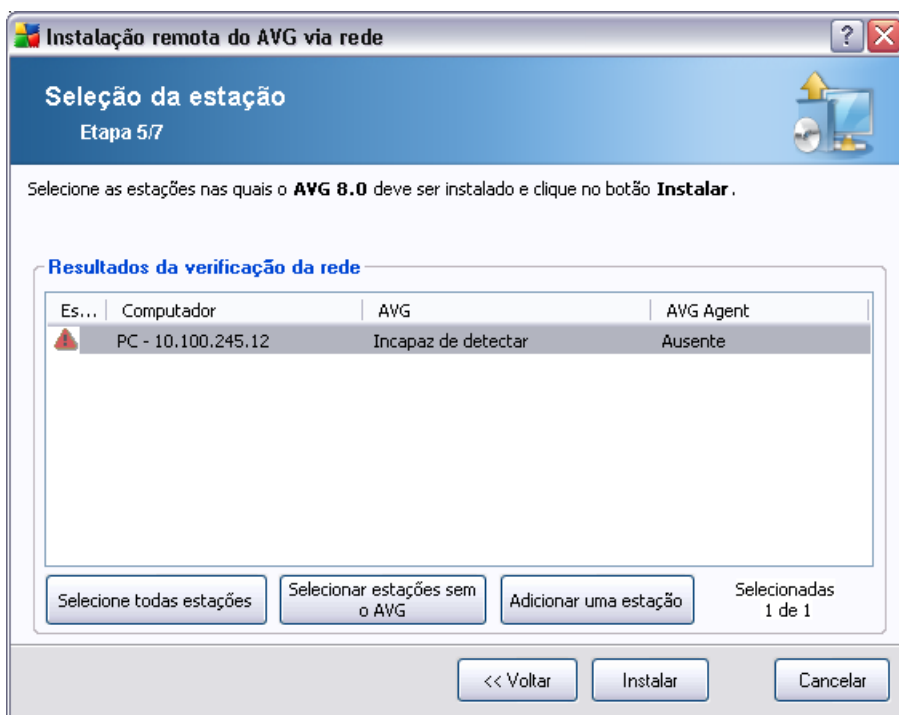 Instalação remota do AVG via rede
?
Seleção da estação
Etapa 5/7
Selecione as estações nas quais o AVG 8.0 deve ser instalado e clique no botão Instalar.
Resultados da verificação da rede
Es... Computador AVG AVG Agent
PC - 10.100.245.12 Incapaz de detectar Ausente
Selecione todas estações
Selecionar estações sem
o AVG
Adicionar uma estação
Selecionadas
1 de 1
<< Voltar
Instalar
Cancelar